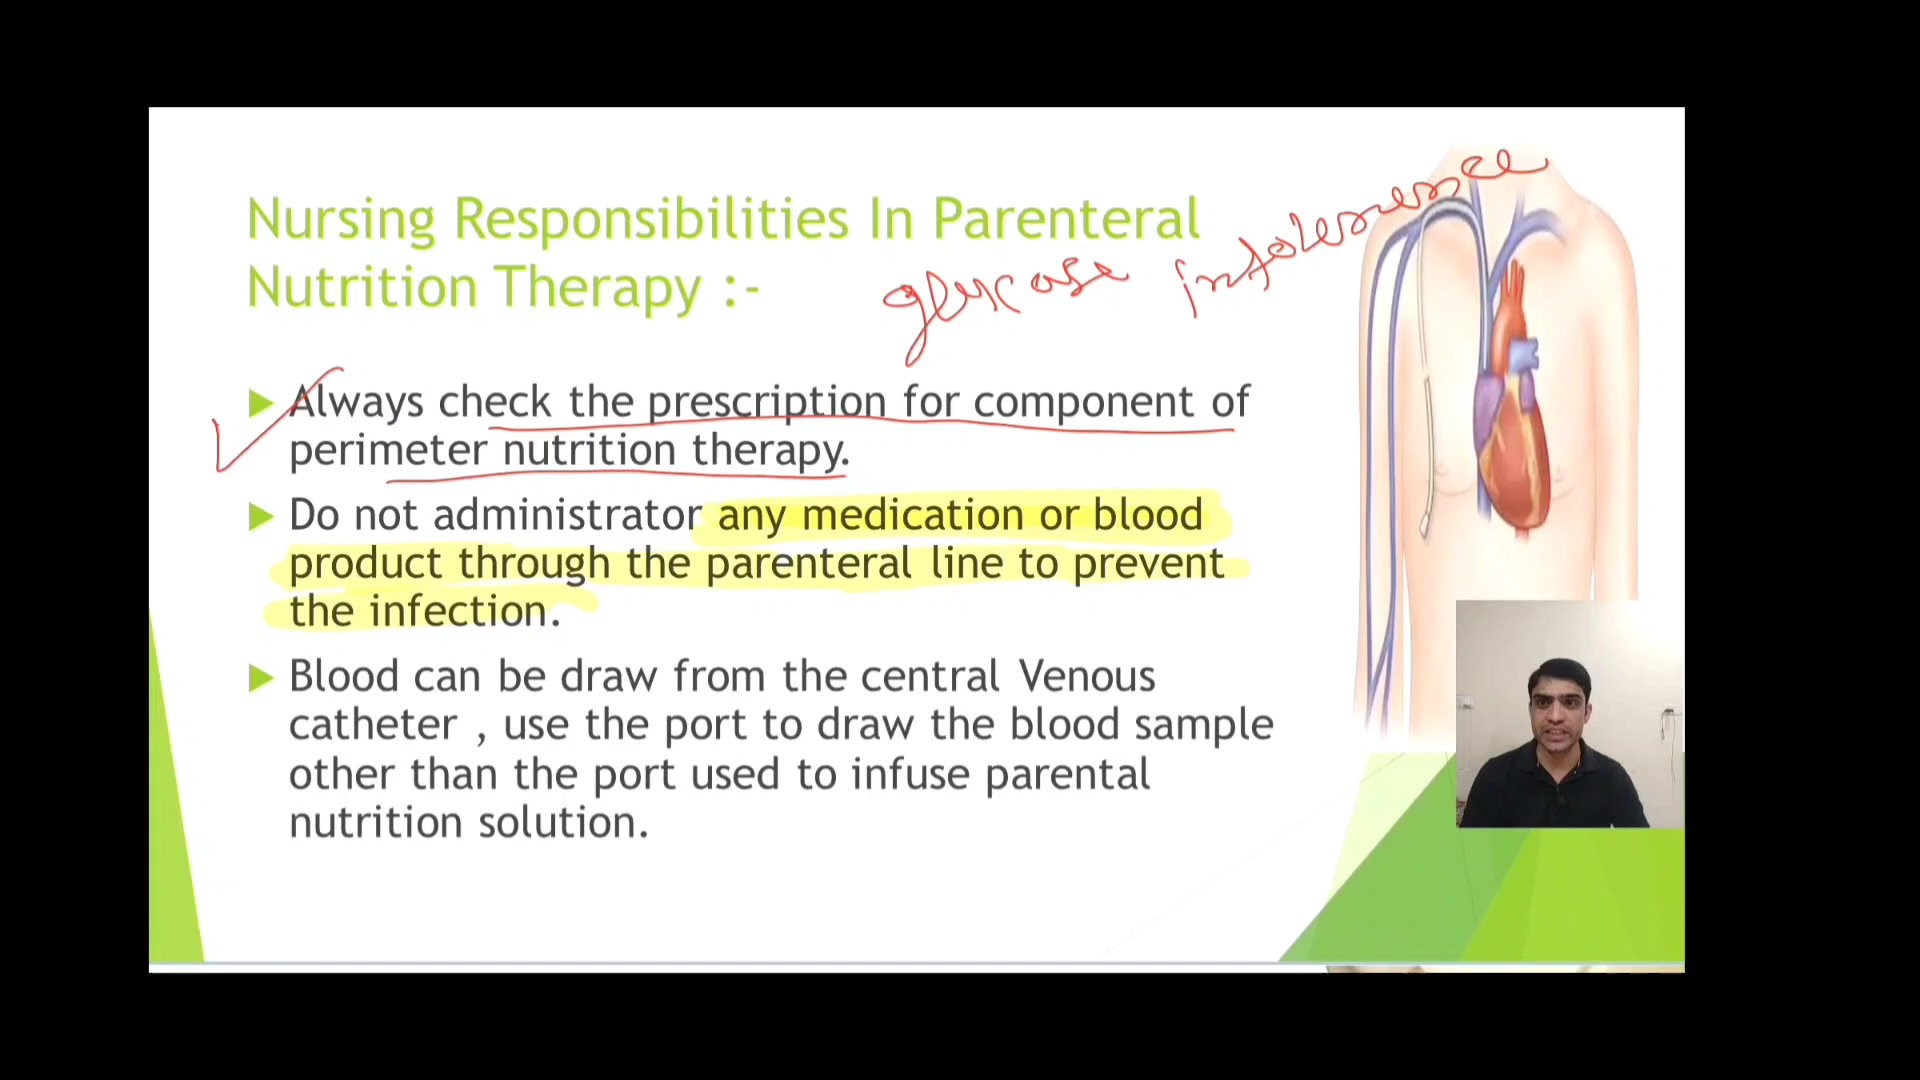 Nursing Responsibilities In Parenteral
Nutrition Therapy :-
glucose intolerance
Always check the prescription for component of
perimeter nutrition therapy.
Do not administrator any medication or blood
product through the parenteral line to prevent
the infection.
Blood can be draw from the central Venous
catheter , use the port to draw the blood sample
other than the port used to infuse parental
nutrition solution.